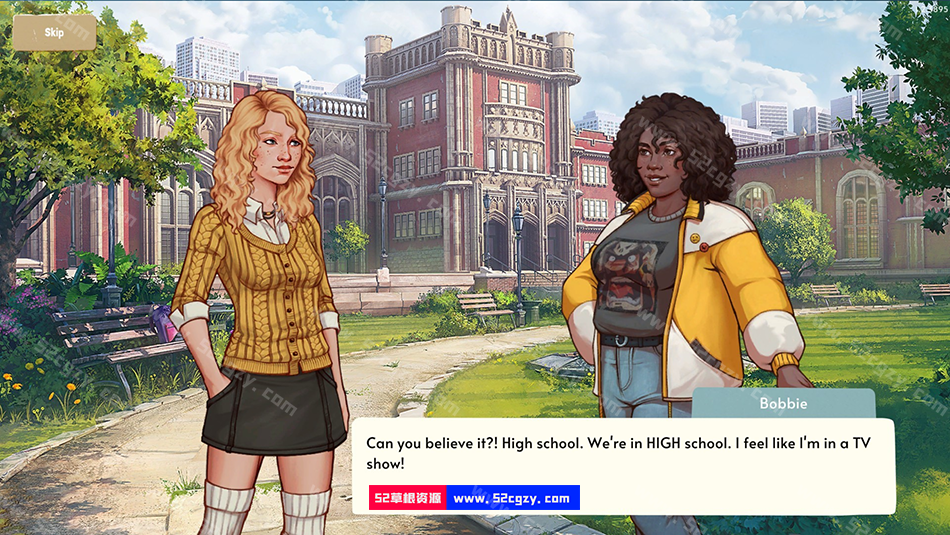 Skip
Bobbie
Can you believe it?! High school. We're in HIGH school. I feel like I'm in a TV
show!
52草根资源 www.52cgzy.com